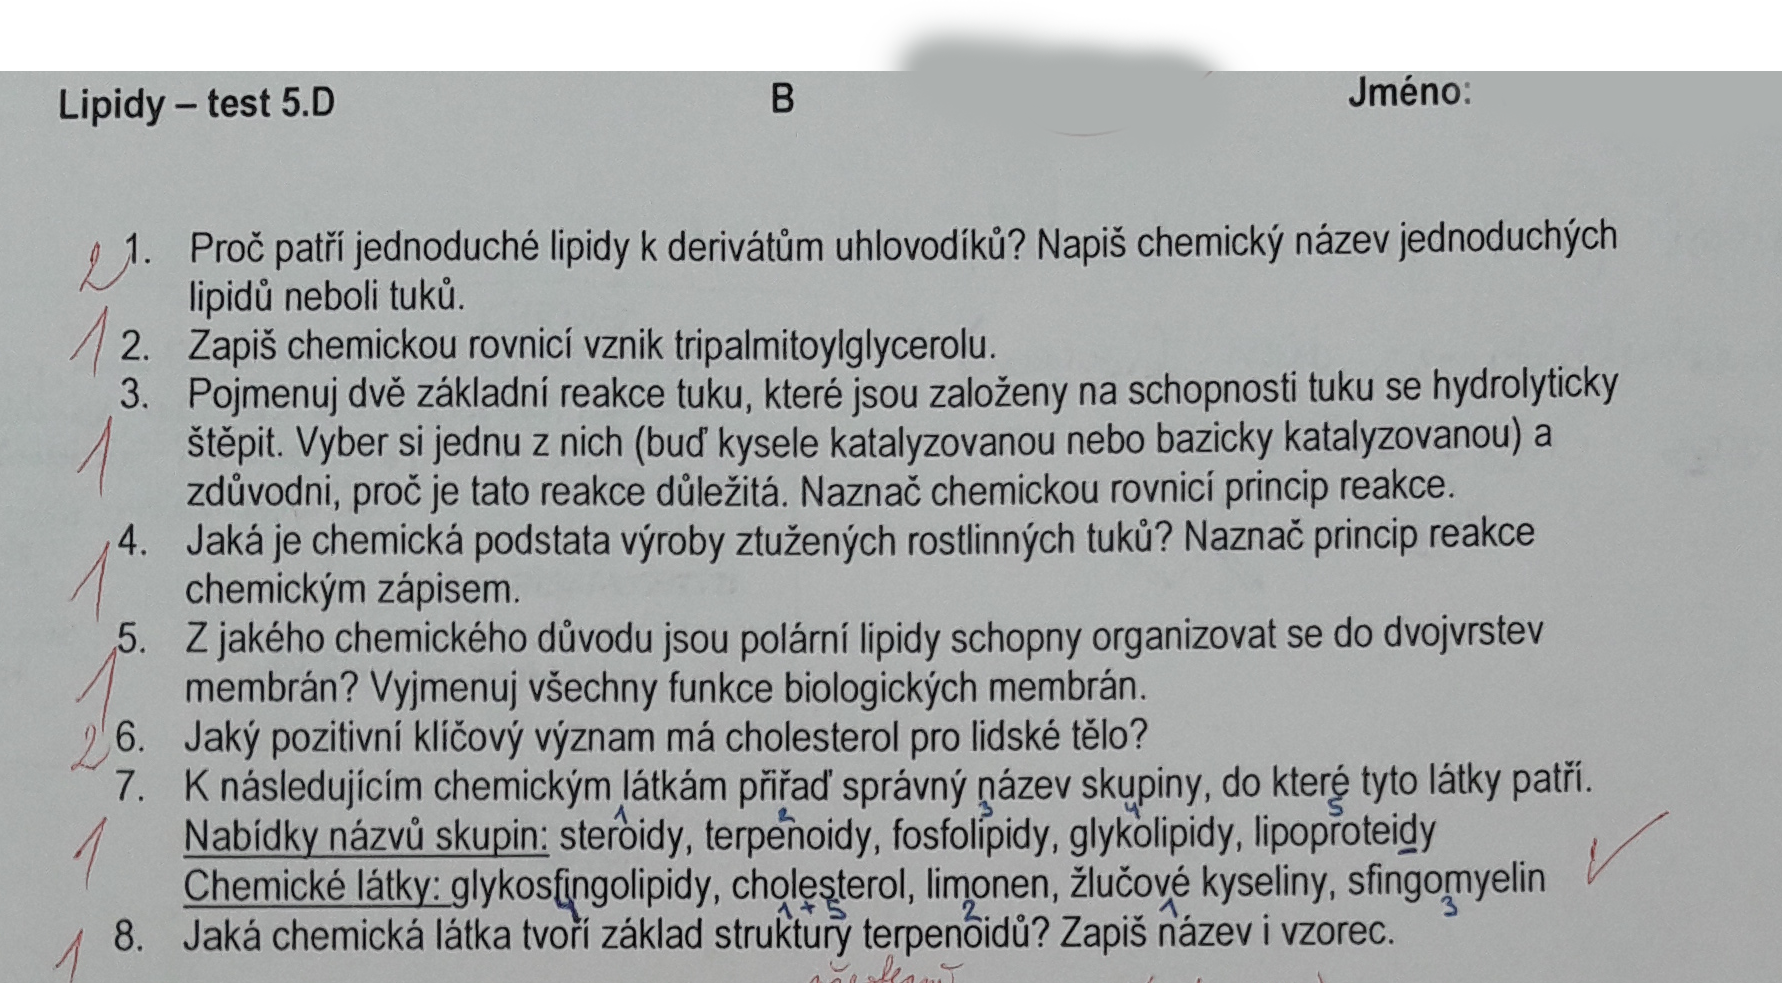 Lipidy – test 5.D B Jméno:
2 1. Proč patří jednoduché lipidy k derivátům uhlovodíků? Napiš chemický název jednoduchých
lipidů neboli tuků.
1 2. Zapiš chemickou rovnicí vznik tripalmitoylglycerolu.
3. Pojmenuj dvě základní reakce tuku, které jsou založeny na schopnosti tuku se hydrolyticky
1 štěpit. Vyber si jednu z nich (buď kysele katalyzovanou nebo bazicky katalyzovanou) a
zdůvodni, proč je tato reakce důležitá. Naznač chemickou rovnicí princip reakce.
4. Jaká je chemická podstata výroby ztužených rostlinných tuků? Naznač princip reakce
1 chemickým zápisem.
5. Z jakého chemického důvodu jsou polární lipidy schopny organizovat se do dvojvrstev
1 membrán? Vyjmenuj všechny funkce biologických membrán.
2 6. Jaký pozitivní klíčový význam má cholesterol pro lidské tělo?
7. K následujícím chemickým látkám přiřaď správný název skupiny, do které tyto látky patří.
1 2 3 4 5
1 Nabídky názvů skupin: steroidy, terpenoidy, fosfolipidy, glykolipidy, lipoproteidy
Chemické látky: glykosfingolipidy, cholesterol, limonen, žlučové kyseliny, sfingomyelin
4 1+5 2 1 3
1 8. Jaká chemická látka tvoří základ struktury terpenoidů? Zapiš název i vzorec.